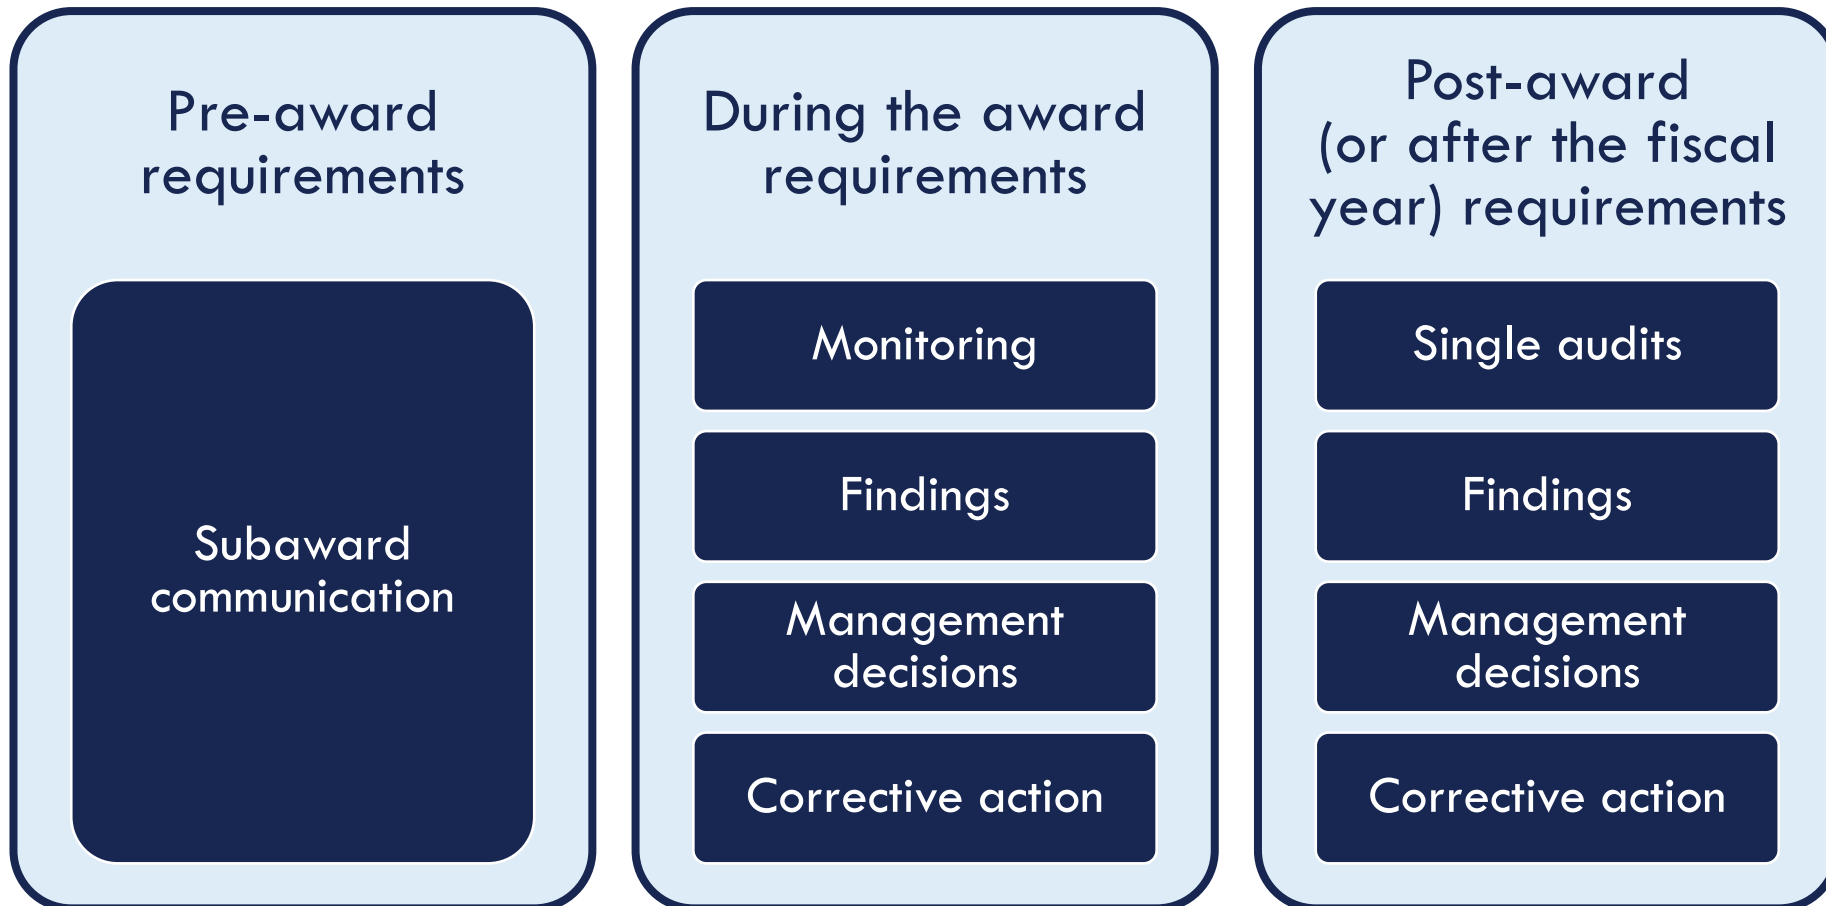 Pre-award
requirements
Subaward
communication
During the award
requirements
Monitoring
Findings
Management
decisions
Corrective action
Post-award
(or after the fiscal
year) requirements
Single audits
Findings
Management
decisions
Corrective action